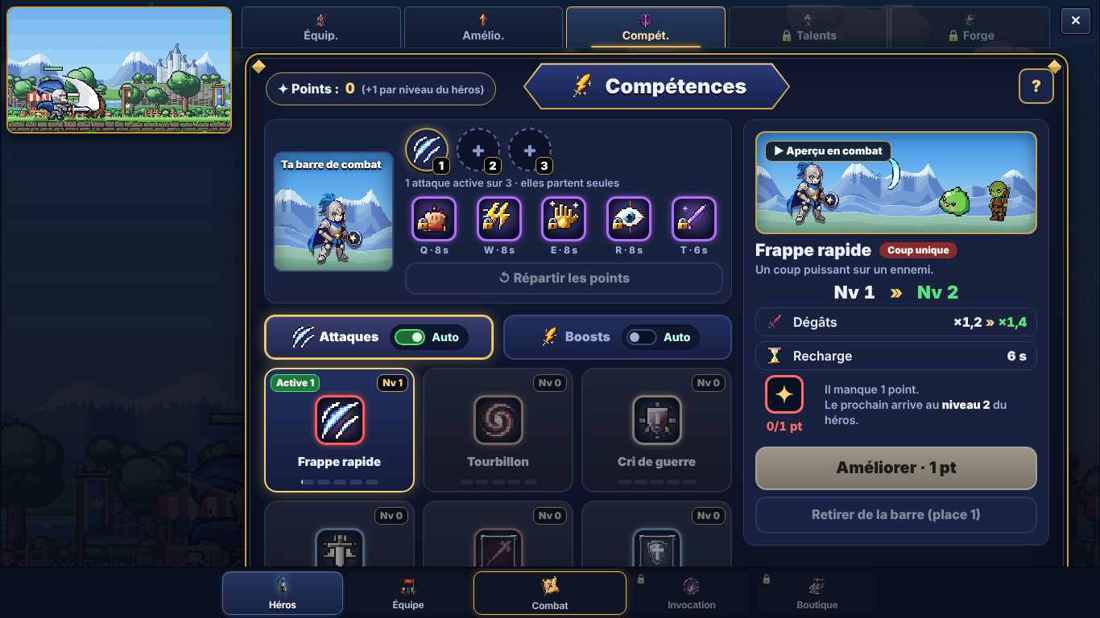 Équip.
Amélio.
Compét.
Talents
Forge
×
✦ Points : 0 (+1 par niveau du héros)
Compétences
?
Ta barre de combat
1
+ 2
+ 3
1 attaque active sur 3 · elles partent seules
Q · 8 s
W · 8 s
E · 8 s
R · 8 s
T · 6 s
↺ Répartir les points
Attaques
Auto
Boosts
Auto
Active 1
Nv 1
Frappe rapide
Nv 0
Tourbillon
Nv 0
Cri de guerre
Nv 0
Nv 0
Nv 0
▶ Aperçu en combat
Frappe rapide Coup unique
Un coup puissant sur un ennemi.
Nv 1 » Nv 2
Dégâts ×1,2 » ×1,4
Recharge 6 s
0/1 pt
Il manque 1 point.
Le prochain arrive au niveau 2 du
héros.
Améliorer · 1 pt
Retirer de la barre (place 1)
Héros
Équipe
Combat
Invocation
Boutique